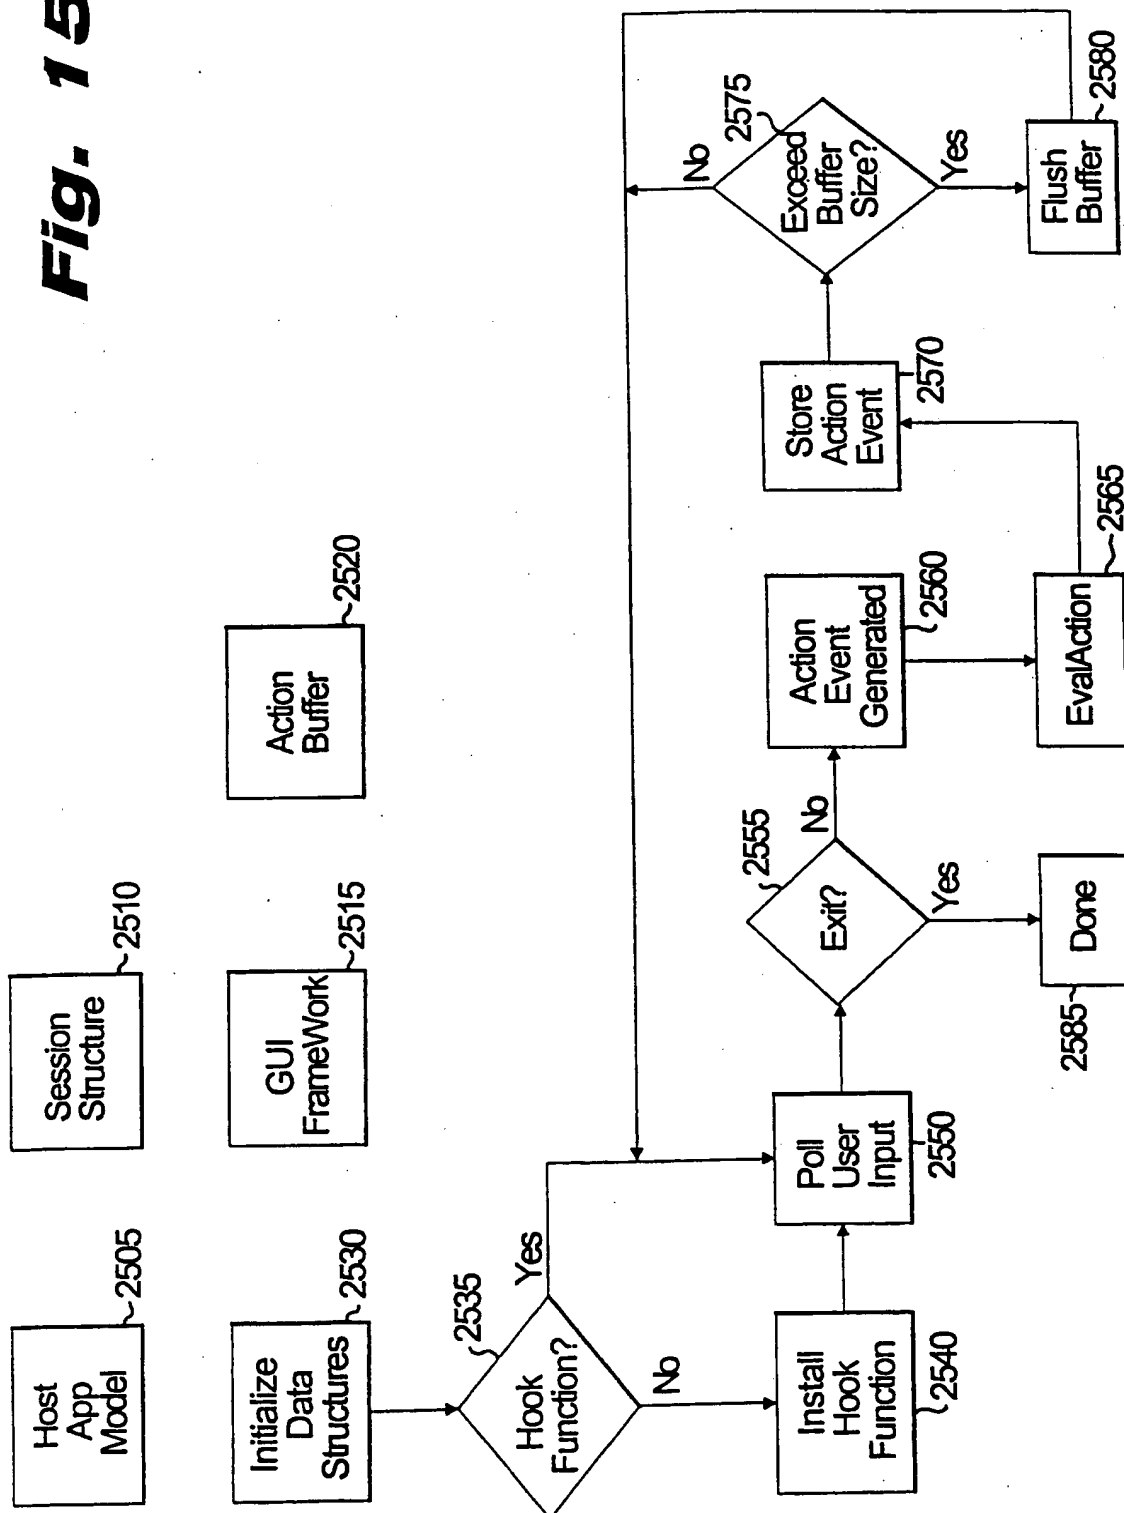 Fig. 15
Host
App
Model
2505
Session
Structure
2510
Initialize
Data
Structures
2530
GUI
FrameWork
2515
Action
Buffer
2520
Hook
Function?
2535
Yes
No
Install
Hook
Function
2540
Poll
User
Input
2550
Exit?
2555
No
Yes
Done
2585
Action
Event
Generated
2560
EvalAction
2565
Store
Action
Event
2570
Exceed
Buffer
Size?
2575
No
Yes
Flush
Buffer
2580